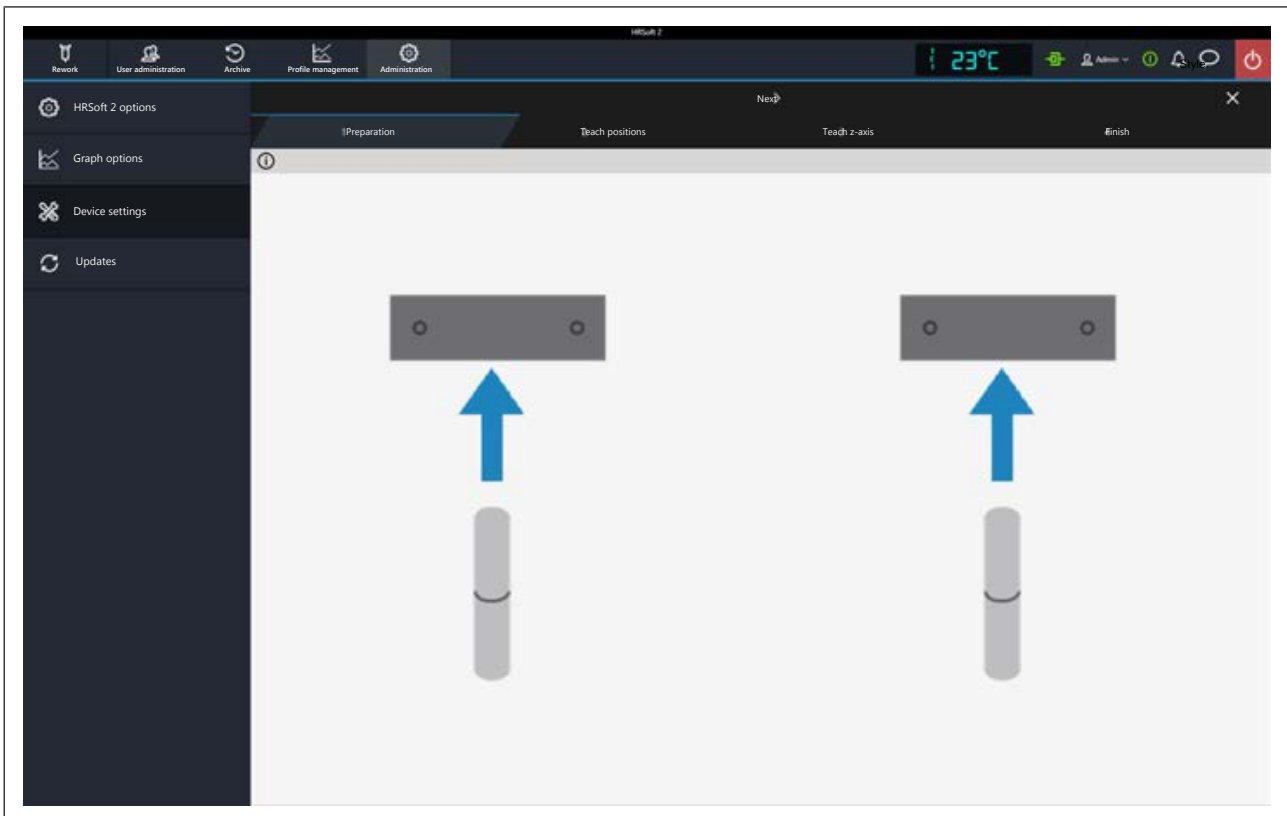 HRSoft 2
Rework User administration Archive Profile management Administration 23°C Admin Style
HRSoft 2 options
Graph options
Device settings
Updates
Next
Preparation Teach positions Teach z-axis Finish